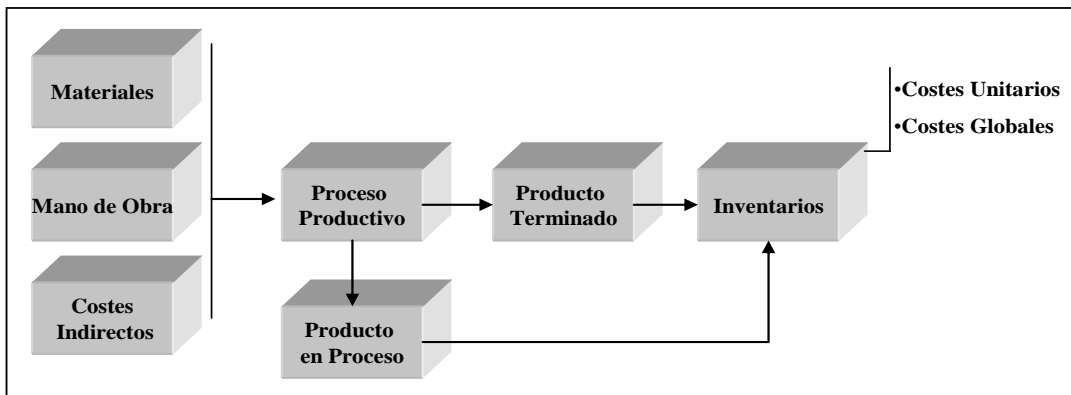 Materiales
Mano de Obra
Costes
Indirectos
Proceso
Productivo
Producto
en Proceso
Producto
Terminado
Inventarios
•Costes Unitarios
•Costes Globales